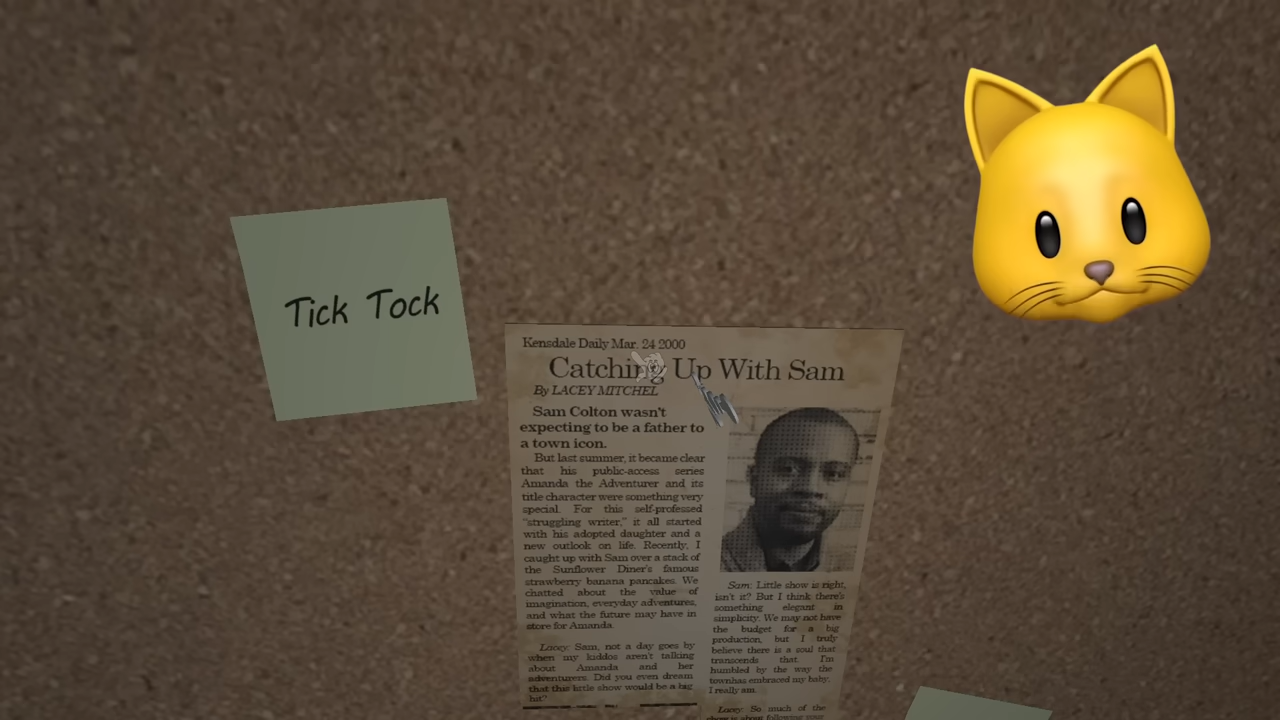 Tick Tock
Kensdale Daily Mar. 24 2000
Catching Up With Sam
By LACEY MITCHEL
Sam Colton wasn't
expecting to be a father to
a town icon.
But last summer, it became clear
that his public-access series
Amanda the Adventurer and its
title character were something very
special. For this self-professed
"struggling writer," it all started
with his adopted daughter and a
new outlook on life. Recently, I
caught up with Sam over a stack of
the Sunflower Diner's famous
strawberry banana pancakes. We
chatted about the value of
imagination, everyday adventures,
and what the future may have in
store for Amanda.
Lacey: Sam, not a day goes by
when my kiddos aren't talking
about Amanda and her
adventurers. Did you even dream
that this little show would be a big
hit?
Sam: Little show is right,
isn't it? But I think there's
something elegant in
simplicity. We may not have
the budget for a big
production, but I truly
believe there is a soul that
transcends that. I'm
humbled by the way the
townhas embraced my baby,
I really am.
Lacey: So much of the
show is about following your